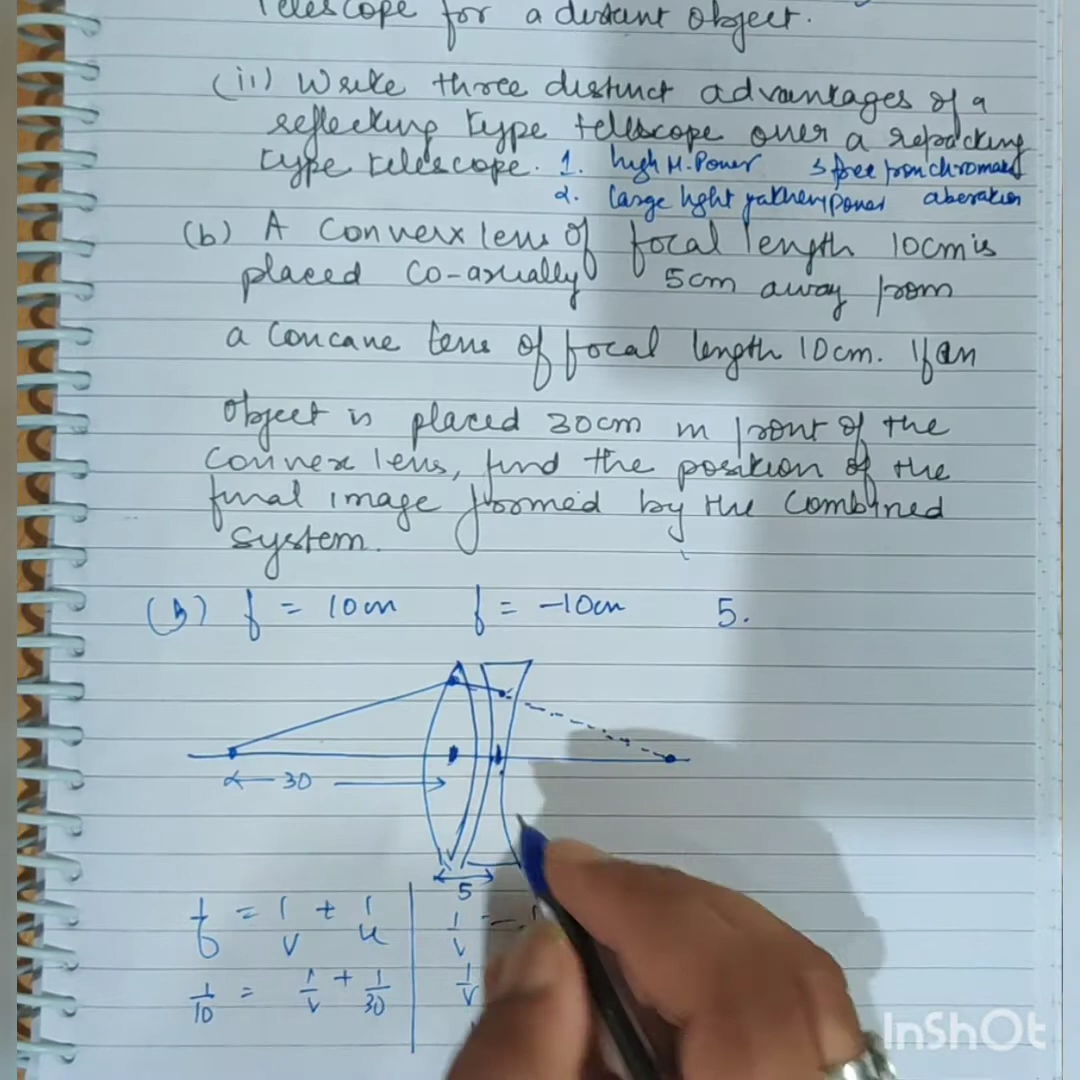 Telescope for a distant object.
(iii) Write three distinct advantages of a
reflecting type telescope over a refracting
type telescope. 1. high M. Power 3 free from chromatic
2. large light gathering power aberation
(b) A Convex lens of focal length 10cm is
placed co-axially 5cm away from
a Concave lens of focal length 10cm. If an
Object is placed 30cm in front of the
Convex lens, find the position of the
final image formed by the Combined
System.
(b) f = 10cm f = -10cm 5.
30
5
1/f = 1/v + 1/u
1/v = -
1/10 = 1/v + 1/30
1/v
InShOt